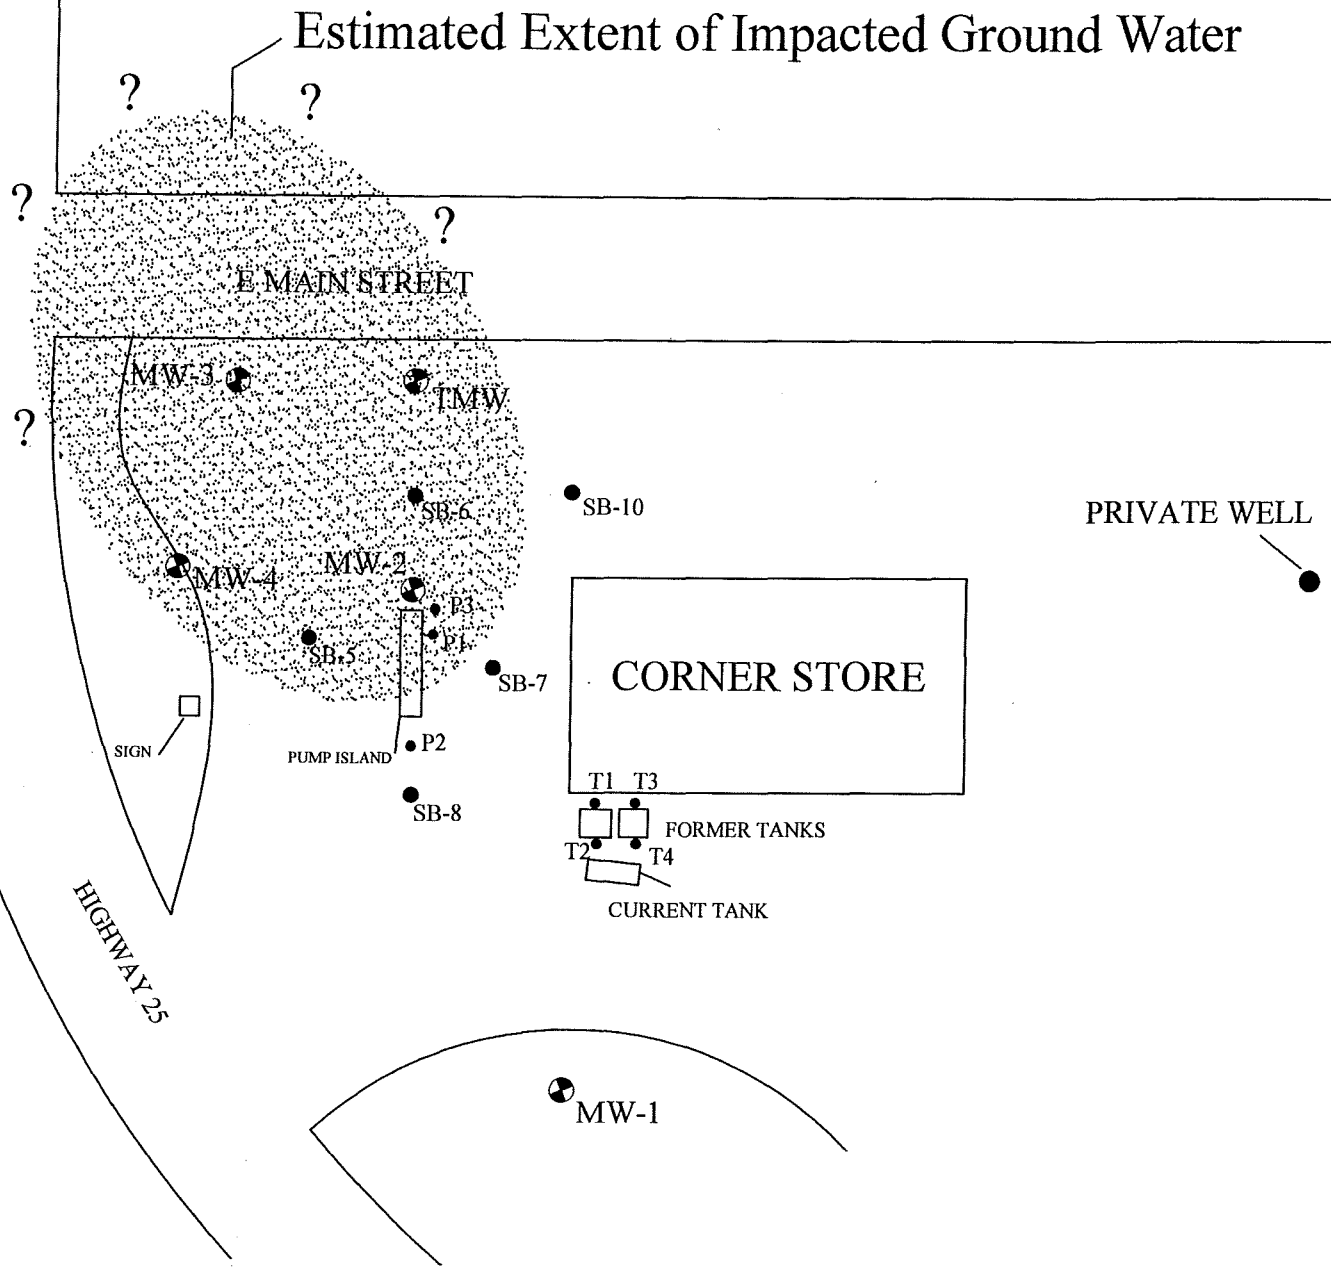 Estimated Extent of Impacted Ground Water
?
?
?
?
E MAIN STREET
MW-3
TMW
?
SB-6
SB-10
PRIVATE WELL
MW-2
MW-4
P3
P1
SB-5
SB-7
CORNER STORE
SIGN
PUMP ISLAND
P2
SB-8
T1
T3
FORMER TANKS
T2
T4
CURRENT TANK
HIGHWAY 25
MW-1